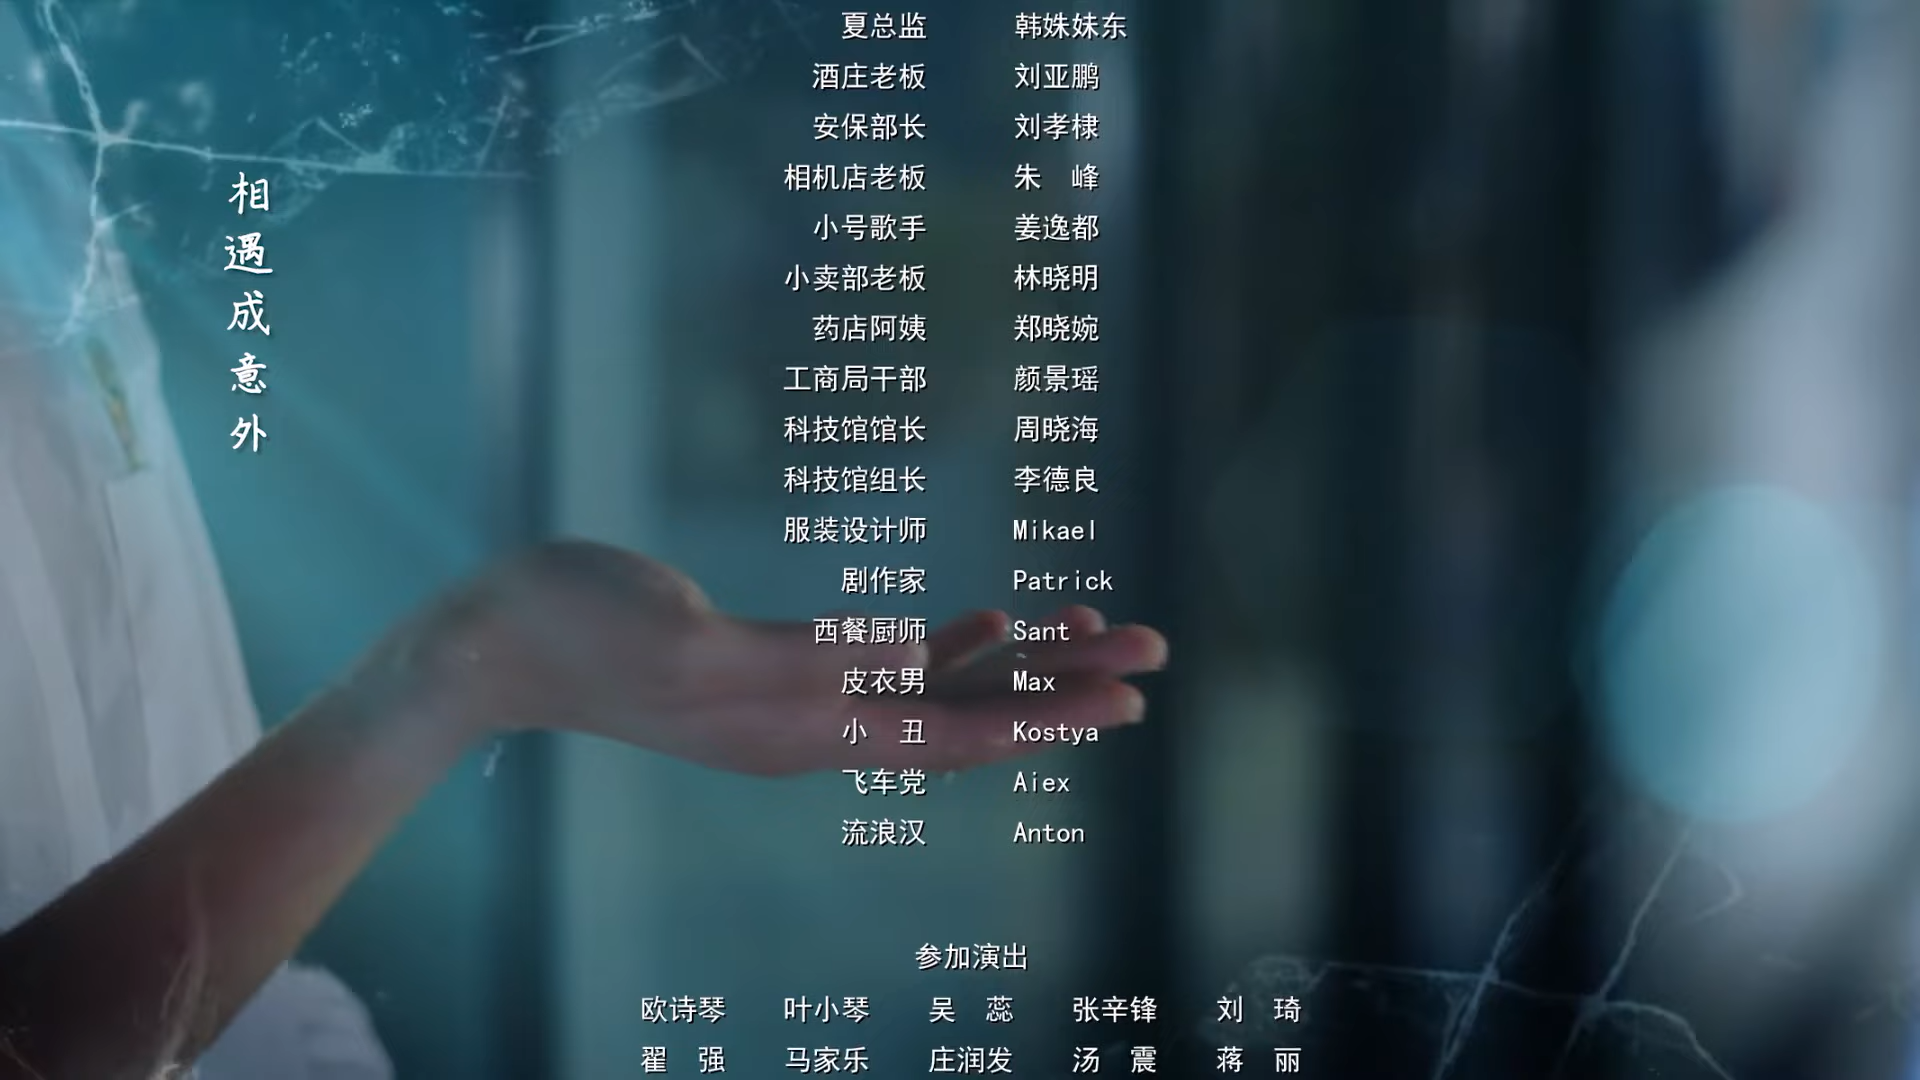 相遇成意外
夏总监 韩姝妹东
酒庄老板 刘亚鹏
安保部长 刘孝棣
相机店老板 朱 峰
小号歌手 姜逸都
小卖部老板 林晓明
药店阿姨 郑晓婉
工商局干部 颜景瑶
科技馆馆长 周晓海
科技馆组长 李德良
服装设计师 Mikael
剧作家 Patrick
西餐厨师 Sant
皮衣男 Max
小 丑 Kostya
飞车党 Aiex
流浪汉 Anton
参加演出
欧诗琴 叶小琴 吴 蕊 张辛锋 刘 琦
翟 强 马家乐 庄润发 汤 震 蒋 丽